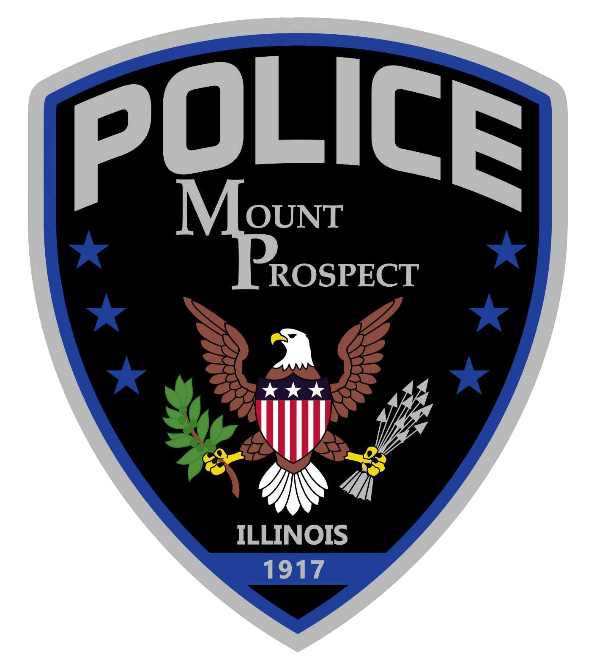 POLICE
MOUNT
PROSPECT
ILLINOIS
1917